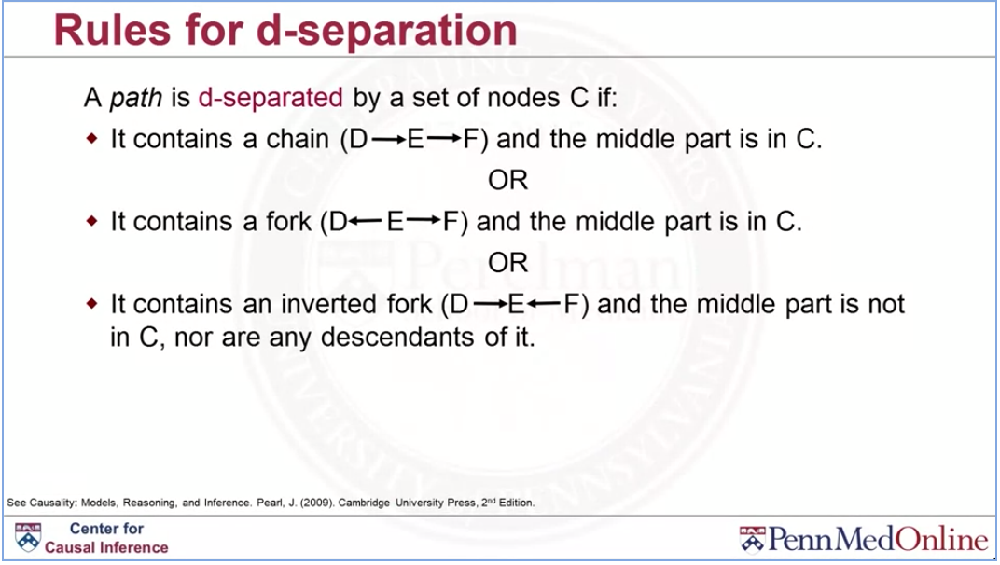 Rules for d-separation
A path is d-separated by a set of nodes C if:
◆ It contains a chain (D→E→F) and the middle part is in C.
OR
◆ It contains a fork (D←E→F) and the middle part is in C.
OR
◆ It contains an inverted fork (D→E←F) and the middle part is not
in C, nor are any descendants of it.
Perelman
See Causality: Models, Reasoning, and Inference. Pearl, J. (2009). Cambridge University Press, 2nd Edition.
Center for
Causal Inference
PennMedOnline